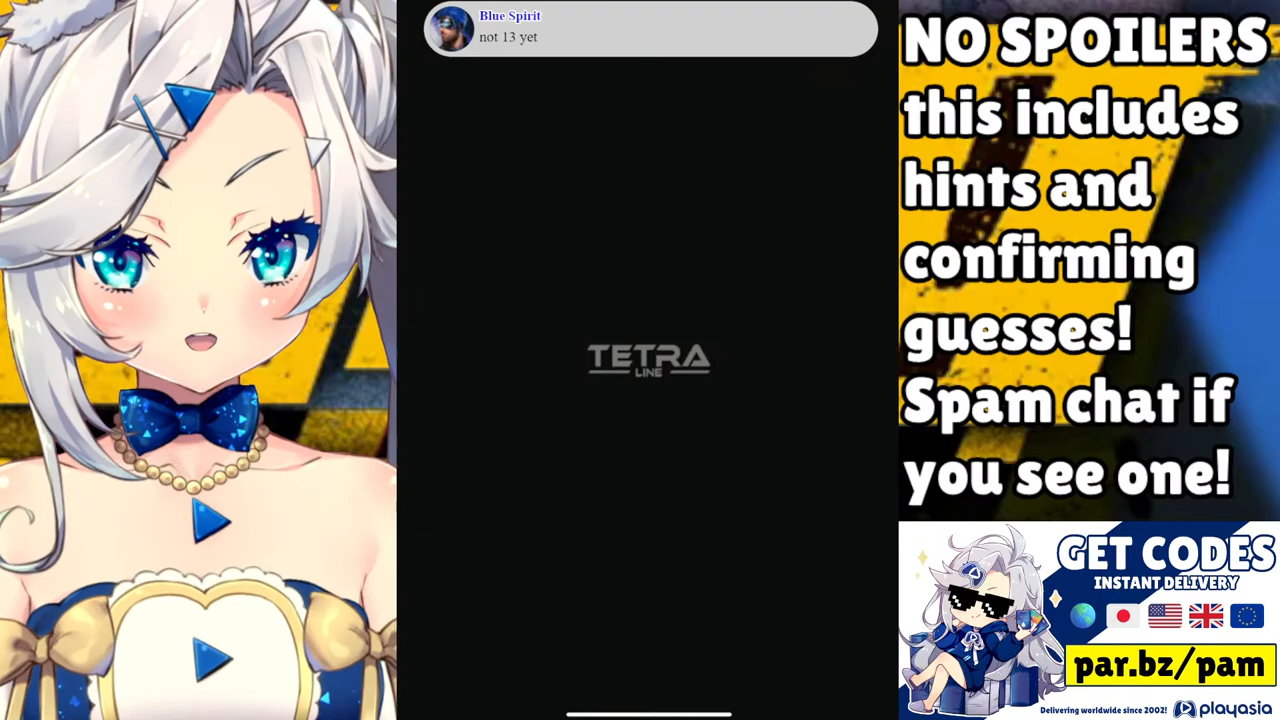 Blue Spirit
not 13 yet
TETRA
LINE
NO SPOILERS
this includes
hints and
confirming
guesses!
Spam chat if
you see one!
GET CODES
INSTANT DELIVERY
par.bz/pam
Delivering worldwide since 2002!
playasia